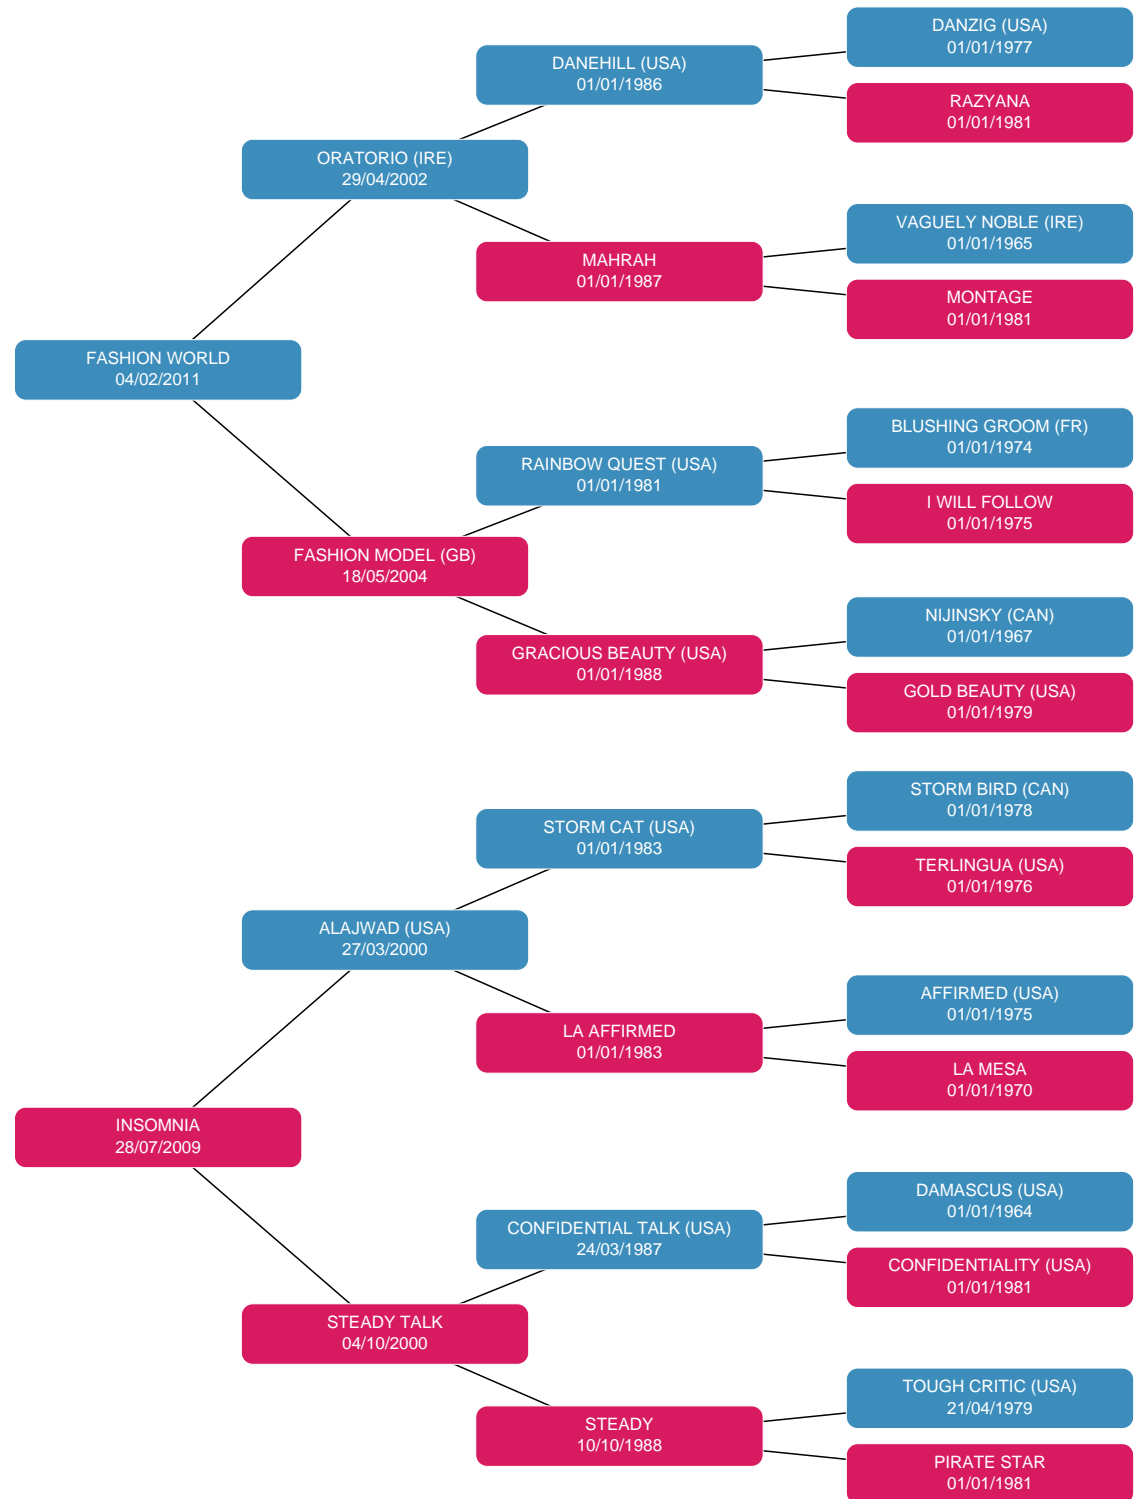 DANZIG (USA)
01/01/1977
DANEHILL (USA)
01/01/1986
RAZYANA
01/01/1981
ORATORIO (IRE)
29/04/2002
VAGUELY NOBLE (IRE)
01/01/1965
MAHRAH
01/01/1987
MONTAGE
01/01/1981
FASHION WORLD
04/02/2011
BLUSHING GROOM (FR)
01/01/1974
RAINBOW QUEST (USA)
01/01/1981
I WILL FOLLOW
01/01/1975
FASHION MODEL (GB)
18/05/2004
NIJINSKY (CAN)
01/01/1967
GRACIOUS BEAUTY (USA)
01/01/1988
GOLD BEAUTY (USA)
01/01/1979
STORM BIRD (CAN)
01/01/1978
STORM CAT (USA)
01/01/1983
TERLINGUA (USA)
01/01/1976
ALAJWAD (USA)
27/03/2000
AFFIRMED (USA)
01/01/1975
LA AFFIRMED
01/01/1983
LA MESA
01/01/1970
INSOMNIA
28/07/2009
DAMASCUS (USA)
01/01/1964
CONFIDENTIAL TALK (USA)
24/03/1987
CONFIDENTIALITY (USA)
01/01/1981
STEADY TALK
04/10/2000
TOUGH CRITIC (USA)
21/04/1979
STEADY
10/10/1988
PIRATE STAR
01/01/1981